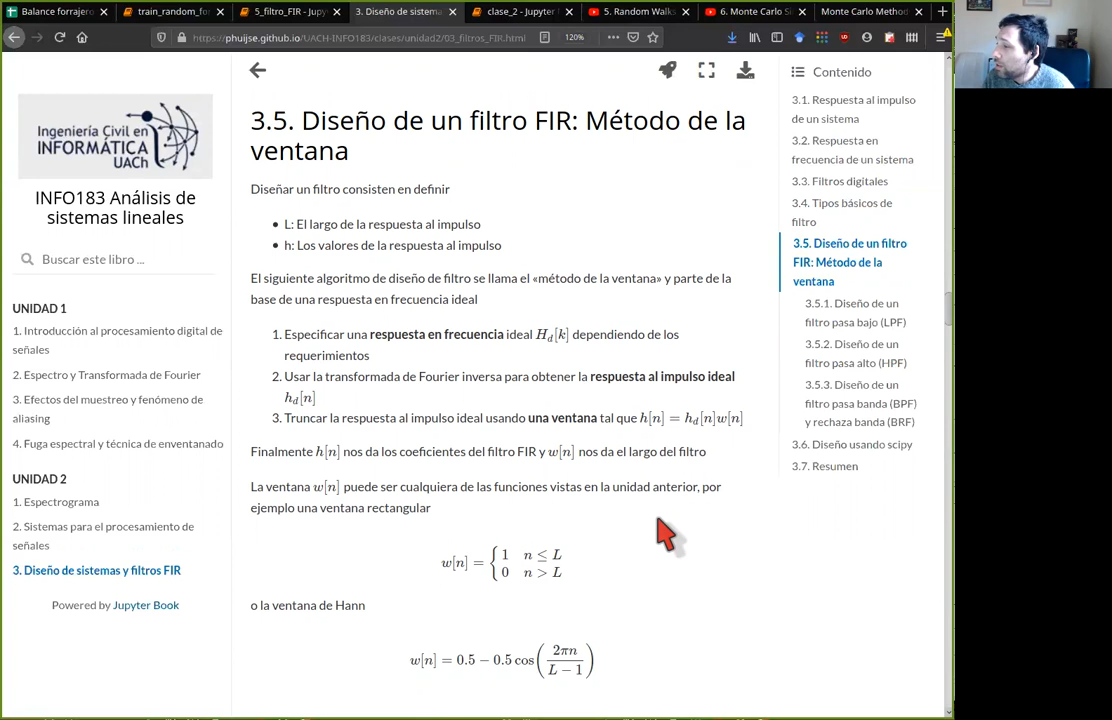 Balance forrajero
train_random_fo
5_filtro_FIR - Jupy
3. Diseño de sistema
clase_2 - Jupyter
5. Random Walks
6. Monte Carlo Si
Monte Carlo Method
https://phuijse.github.io/UACH-INFO183/clases/unidad2/03_filtros_FIR.html
120%
Ingeniería Civil en
INFORMÁTICA
UACh
INFO183 Análisis de
sistemas lineales
Buscar este libro ...
UNIDAD 1
1. Introducción al procesamiento digital de
señales
2. Espectro y Transformada de Fourier
3. Efectos del muestreo y fenómeno de
aliasing
4. Fuga espectral y técnica de enventanado
UNIDAD 2
1. Espectrograma
2. Sistemas para el procesamiento de
señales
3. Diseño de sistemas y filtros FIR
Powered by Jupyter Book
3.5. Diseño de un filtro FIR: Método de la
ventana
Diseñar un filtro consisten en definir
• L: El largo de la respuesta al impulso
• h: Los valores de la respuesta al impulso
El siguiente algoritmo de diseño de filtro se llama el «método de la ventana» y parte de la
base de una respuesta en frecuencia ideal
1. Especificar una respuesta en frecuencia ideal H_d[k] dependiendo de los
requerimientos
2. Usar la transformada de Fourier inversa para obtener la respuesta al impulso ideal
h_d[n]
3. Truncar la respuesta al impulso ideal usando una ventana tal que h[n] = h_d[n]w[n]
Finalmente h[n] nos da los coeficientes del filtro FIR y w[n] nos da el largo del filtro
La ventana w[n] puede ser cualquiera de las funciones vistas en la unidad anterior, por
ejemplo una ventana rectangular
w[n] = { 1 n ≤ L
0 n > L
o la ventana de Hann
w[n] = 0.5 − 0.5 cos(2πn / (L − 1))
Contenido
3.1. Respuesta al impulso
de un sistema
3.2. Respuesta en
frecuencia de un sistema
3.3. Filtros digitales
3.4. Tipos básicos de
filtro
3.5. Diseño de un filtro
FIR: Método de la
ventana
3.5.1. Diseño de un
filtro pasa bajo (LPF)
3.5.2. Diseño de un
filtro pasa alto (HPF)
3.5.3. Diseño de un
filtro pasa banda (BPF)
y rechaza banda (BRF)
3.6. Diseño usando scipy
3.7. Resumen